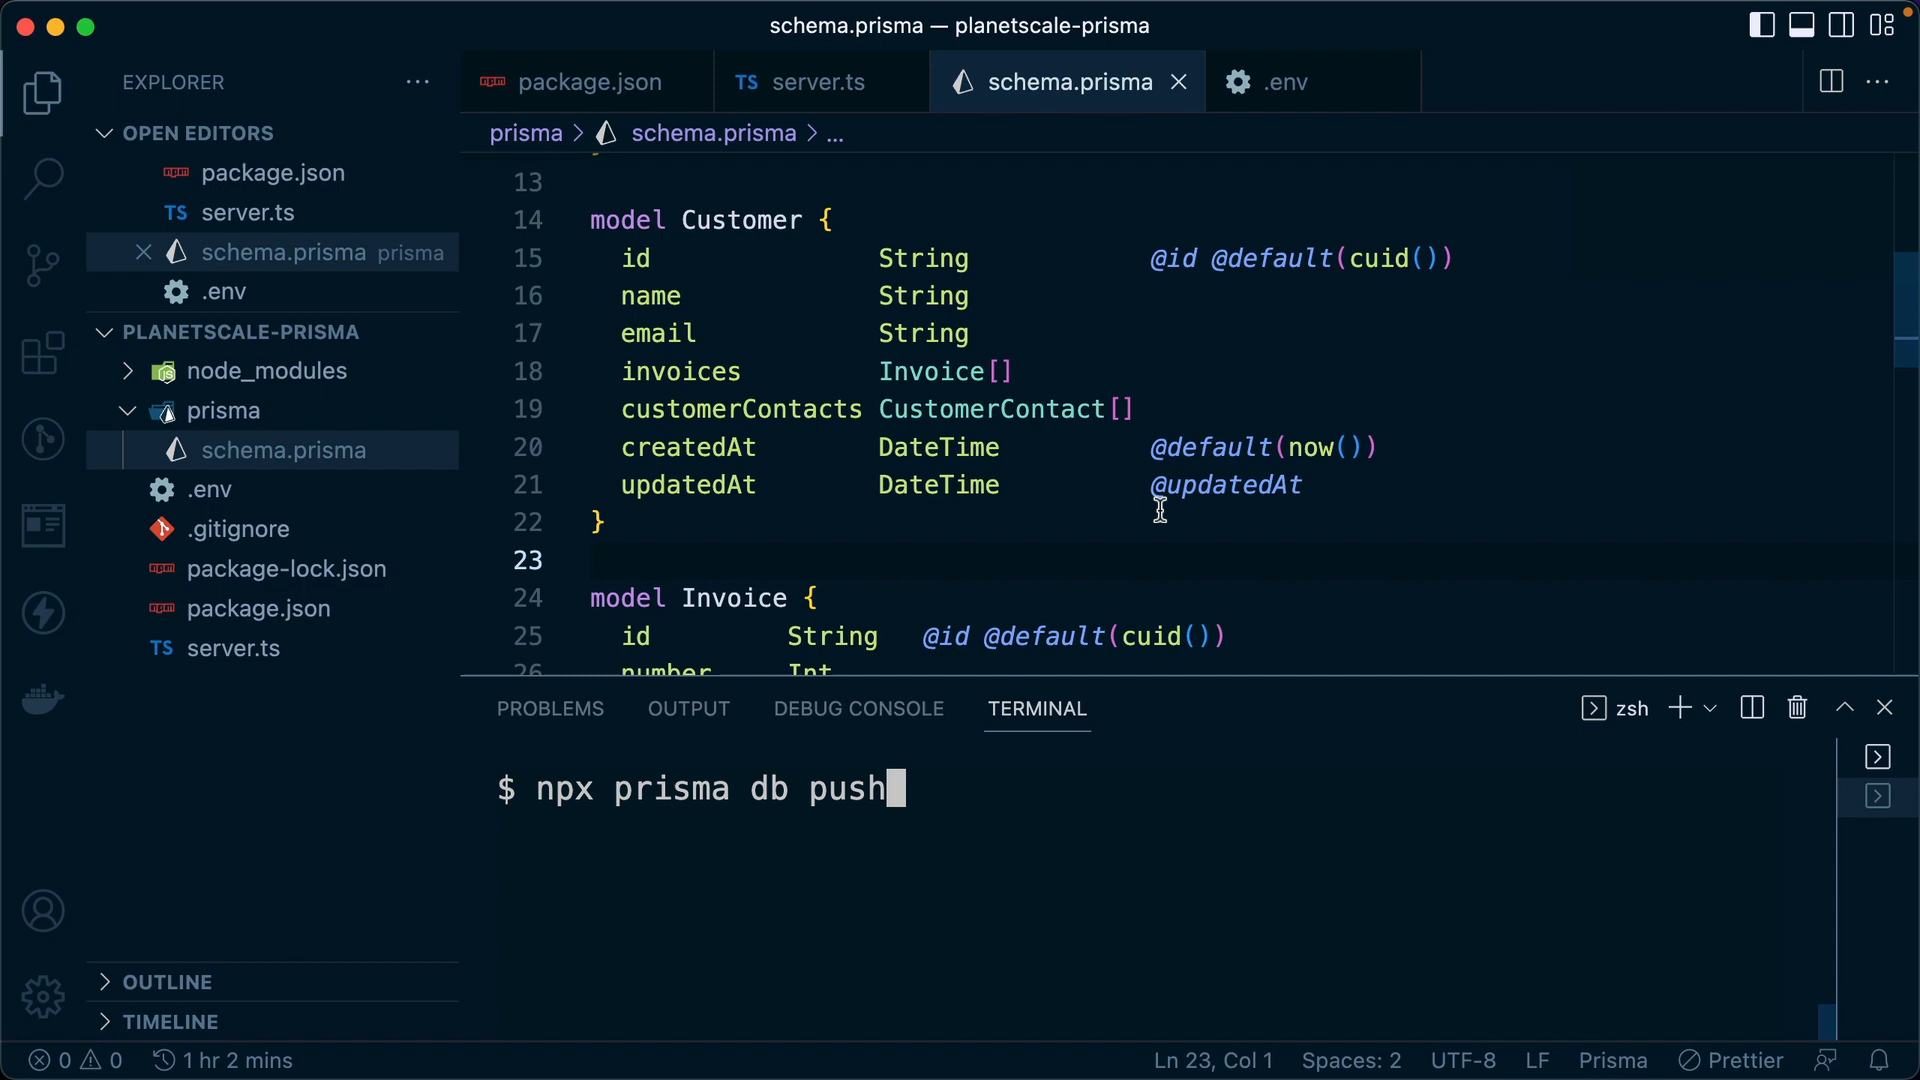 schema.prisma — planetscale-prisma
EXPLORER
OPEN EDITORS
package.json
TS server.ts
schema.prisma prisma
.env
PLANETSCALE-PRISMA
node_modules
prisma
schema.prisma
.env
.gitignore
package-lock.json
package.json
TS server.ts
OUTLINE
TIMELINE
package.json
TS server.ts
schema.prisma
.env
prisma > schema.prisma > ...
13
14 model Customer {
15 id String @id @default(cuid())
16 name String
17 email String
18 invoices Invoice[]
19 customerContacts CustomerContact[]
20 createdAt DateTime @default(now())
21 updatedAt DateTime @updatedAt
22 }
23
24 model Invoice {
25 id String @id @default(cuid())
26 number Int
PROBLEMS OUTPUT DEBUG CONSOLE TERMINAL
zsh
$ npx prisma db push
0 0 1 hr 2 mins
Ln 23, Col 1 Spaces: 2 UTF-8 LF Prisma Prettier